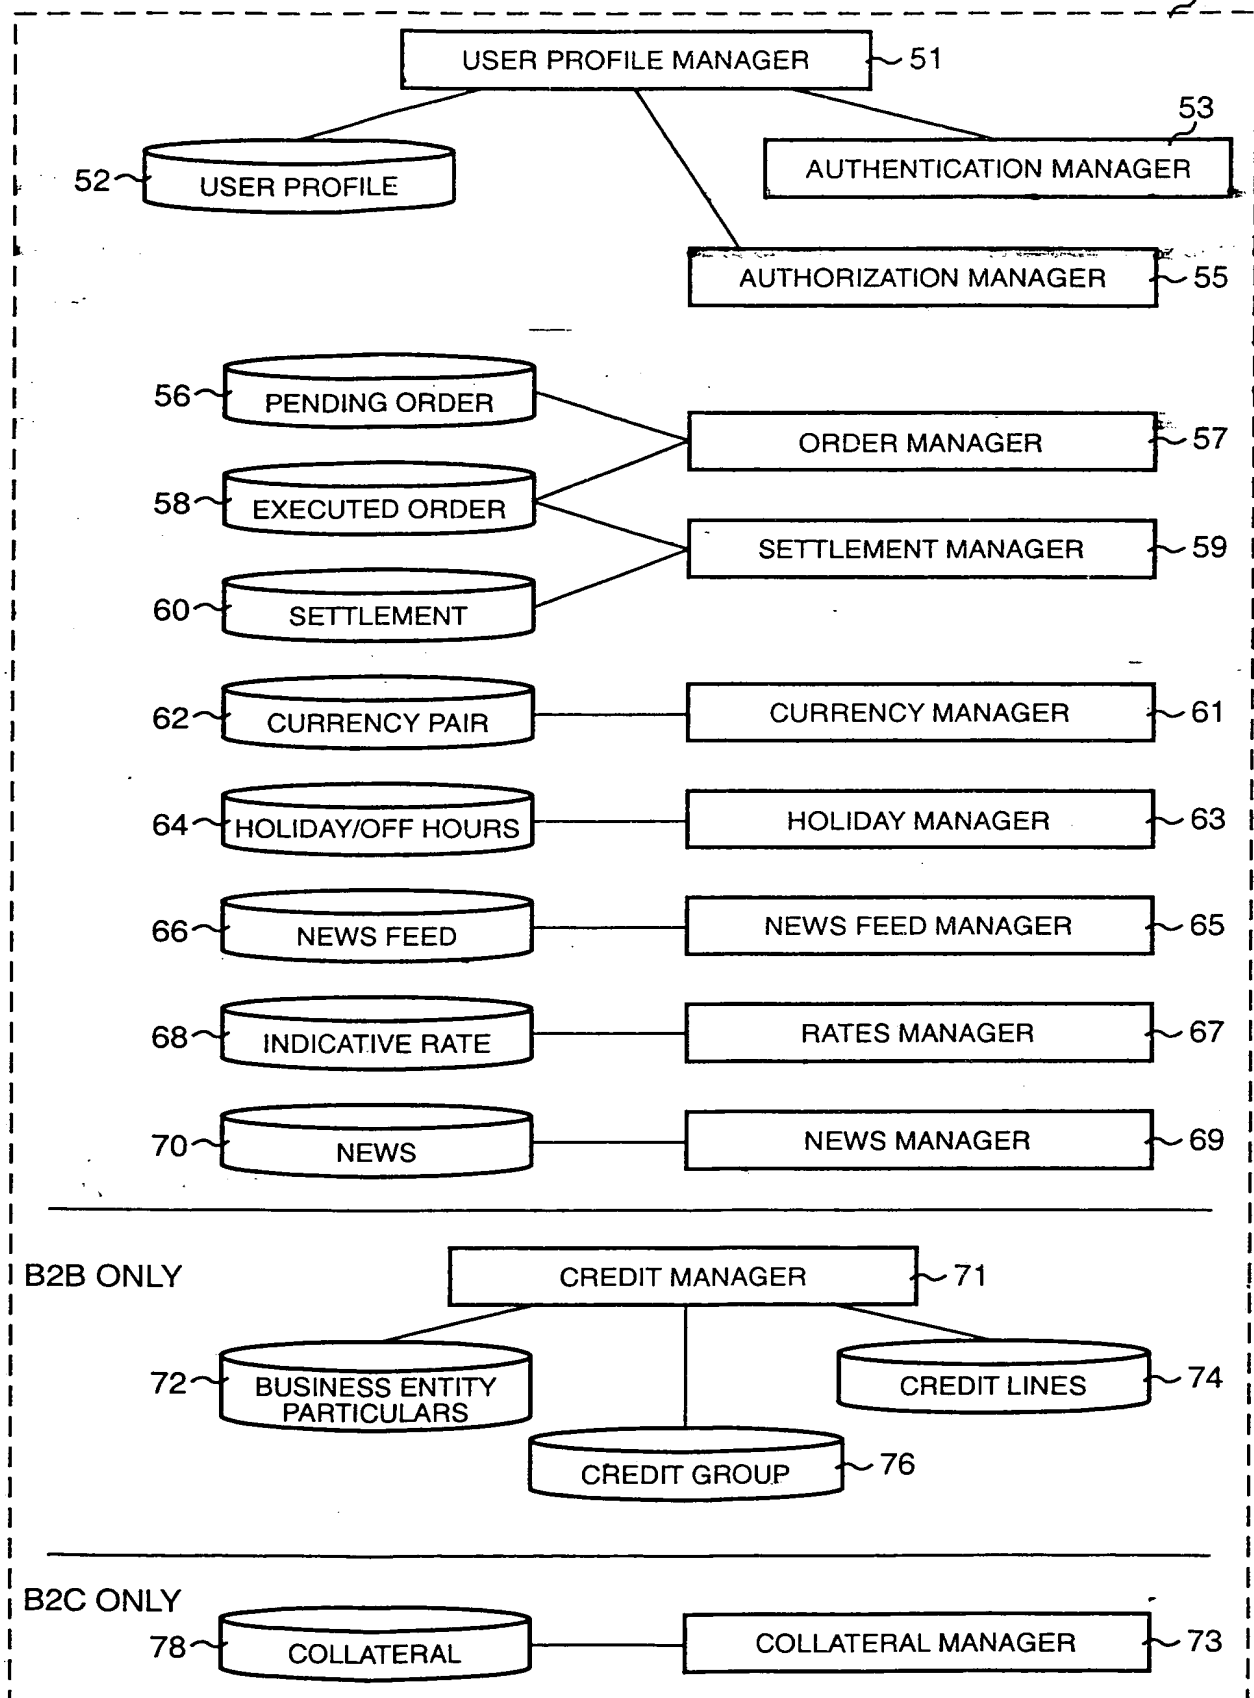 USER PROFILE MANAGER 51
53
52 USER PROFILE
AUTHENTICATION MANAGER
AUTHORIZATION MANAGER 55
56 PENDING ORDER
ORDER MANAGER 57
58 EXECUTED ORDER
SETTLEMENT MANAGER 59
60 SETTLEMENT
62 CURRENCY PAIR
CURRENCY MANAGER 61
64 HOLIDAY/OFF HOURS
HOLIDAY MANAGER 63
66 NEWS FEED
NEWS FEED MANAGER 65
68 INDICATIVE RATE
RATES MANAGER 67
70 NEWS
NEWS MANAGER 69
B2B ONLY
CREDIT MANAGER 71
72 BUSINESS ENTITY
PARTICULARS
CREDIT LINES 74
CREDIT GROUP 76
B2C ONLY
78 COLLATERAL
COLLATERAL MANAGER 73